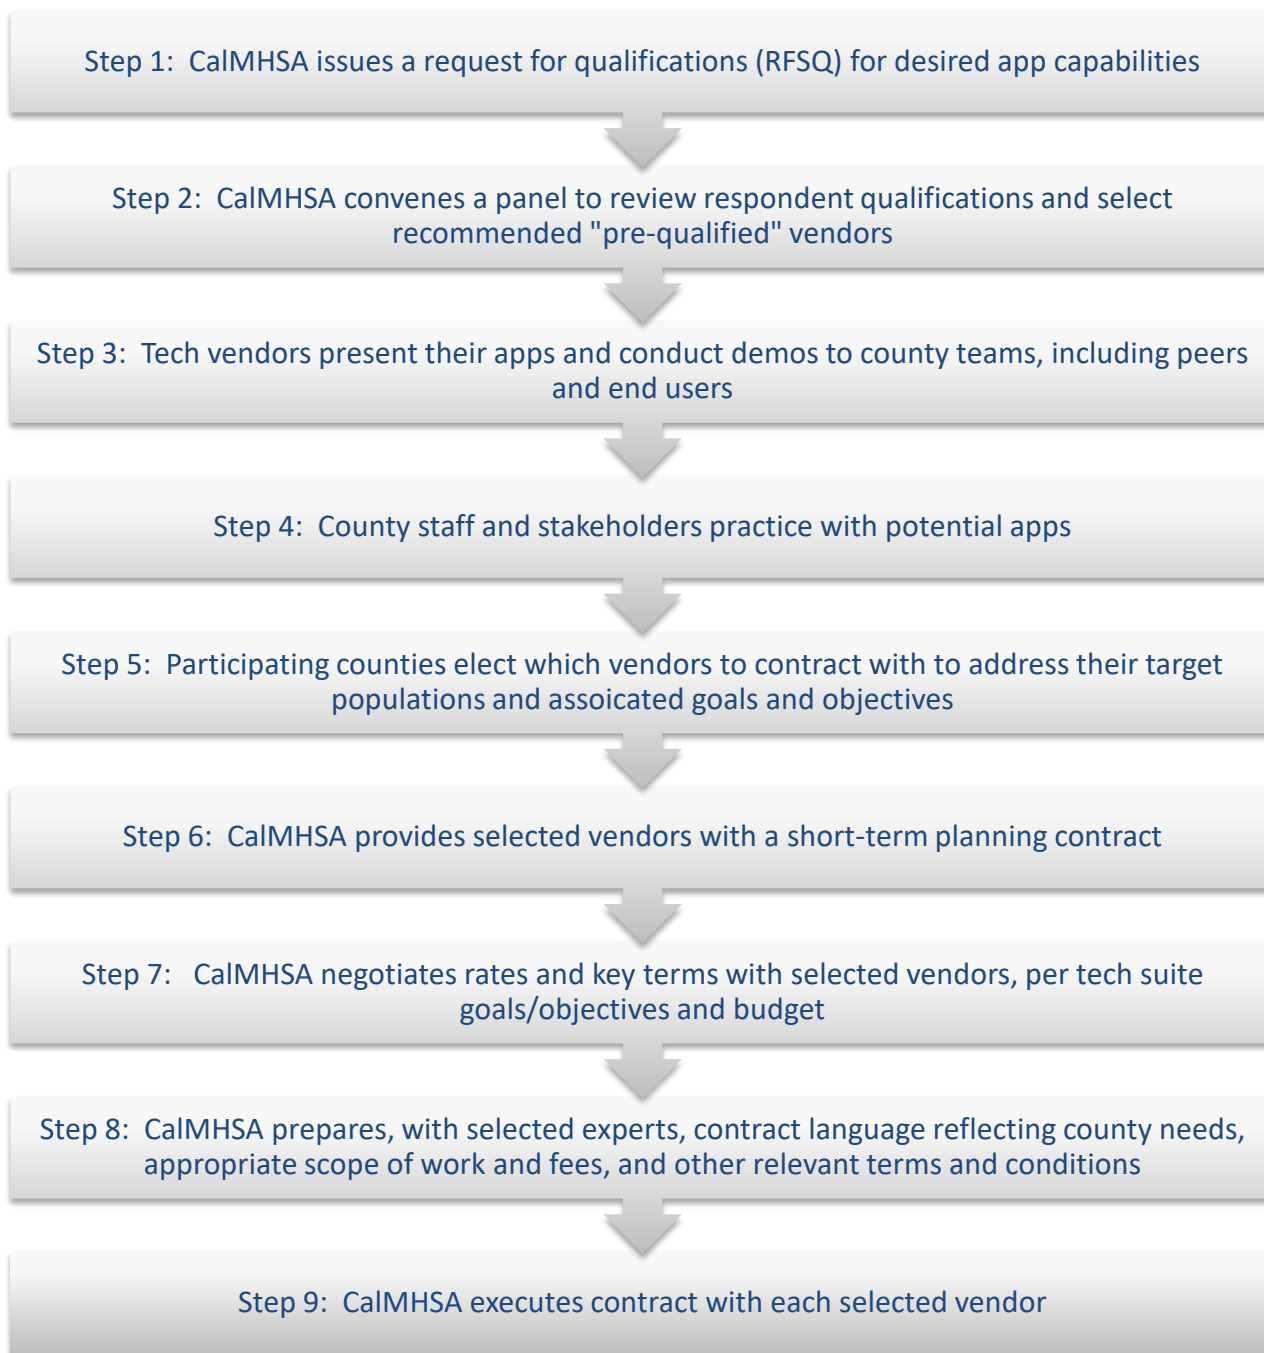 Step 1:  CalMHSA issues a request for qualifications (RFSQ) for desired app capabilities
Step 2:  CalMHSA convenes a panel to review respondent qualifications and select
recommended "pre-qualified" vendors
Step 3:  Tech vendors present their apps and conduct demos to county teams, including peers
and end users
Step 4:  County staff and stakeholders practice with potential apps
Step 5:  Participating counties elect which vendors to contract with to address their target
populations and assoicated goals and objectives
Step 6:  CalMHSA provides selected vendors with a short-term planning contract
Step 7:   CalMHSA negotiates rates and key terms with selected vendors, per tech suite
goals/objectives and budget
Step 8:  CalMHSA prepares, with selected experts, contract language reflecting county needs,
appropriate scope of work and fees, and other relevant terms and conditions
Step 9:  CalMHSA executes contract with each selected vendor